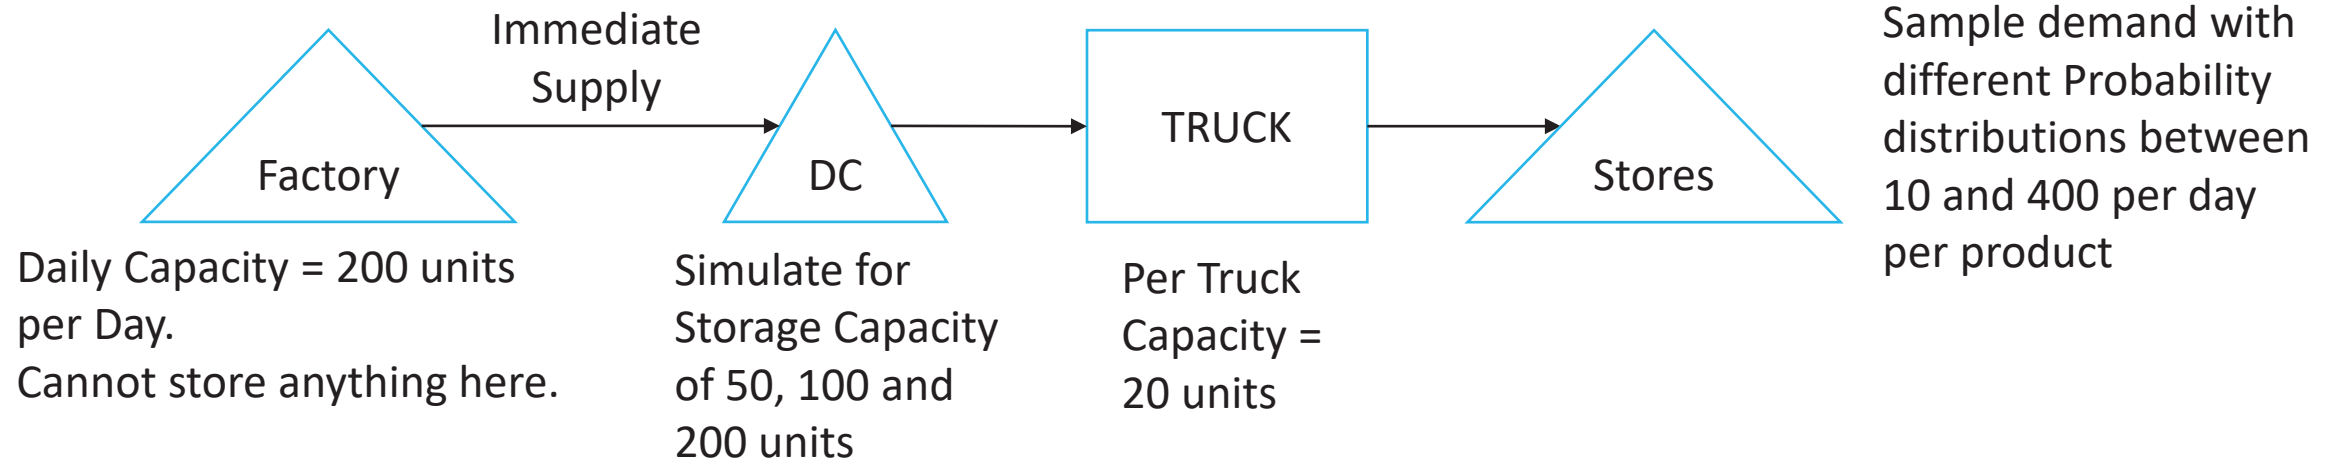 Immediate
Supply
Factory
DC
TRUCK
Stores
Daily Capacity = 200 units
per Day.
Cannot store anything here.
Simulate for
Storage Capacity
of 50, 100 and
200 units
Per Truck
Capacity =
20 units
Sample demand with
different Probability
distributions between
10 and 400 per day
per product